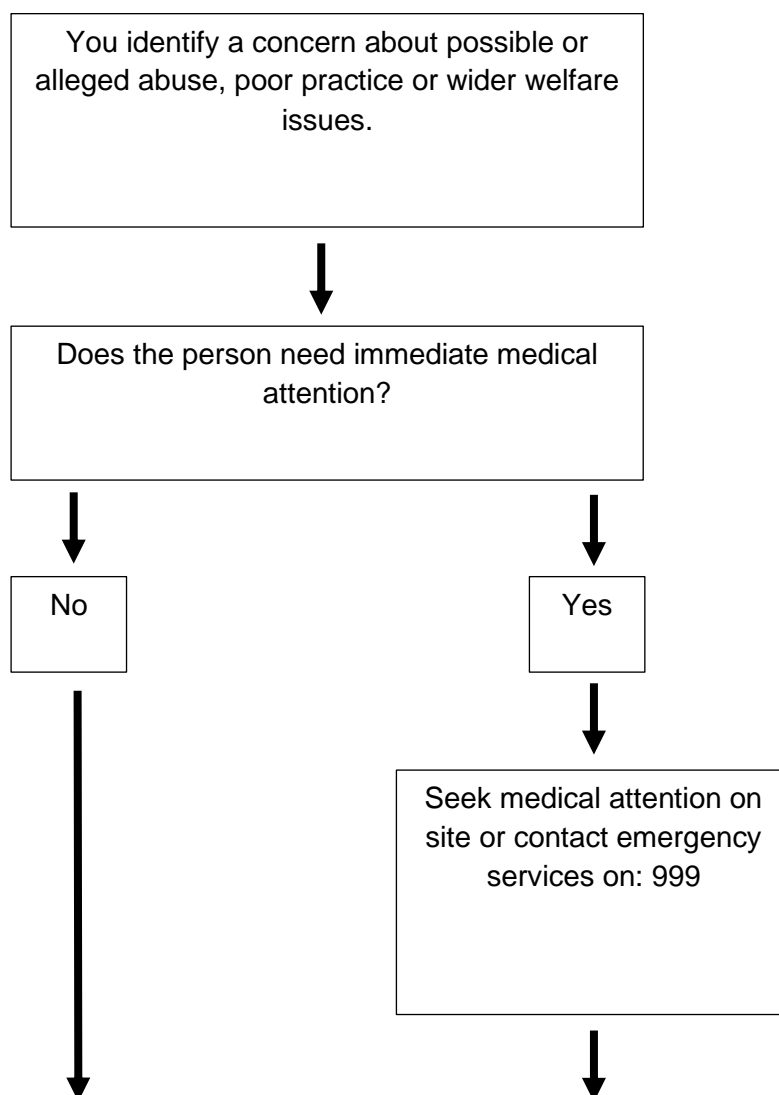 You identify a concern about possible or
alleged abuse, poor practice or wider welfare
issues.
Does the person need immediate medical
attention?
No
Yes
Seek medical attention on
site or contact emergency
services on: 999